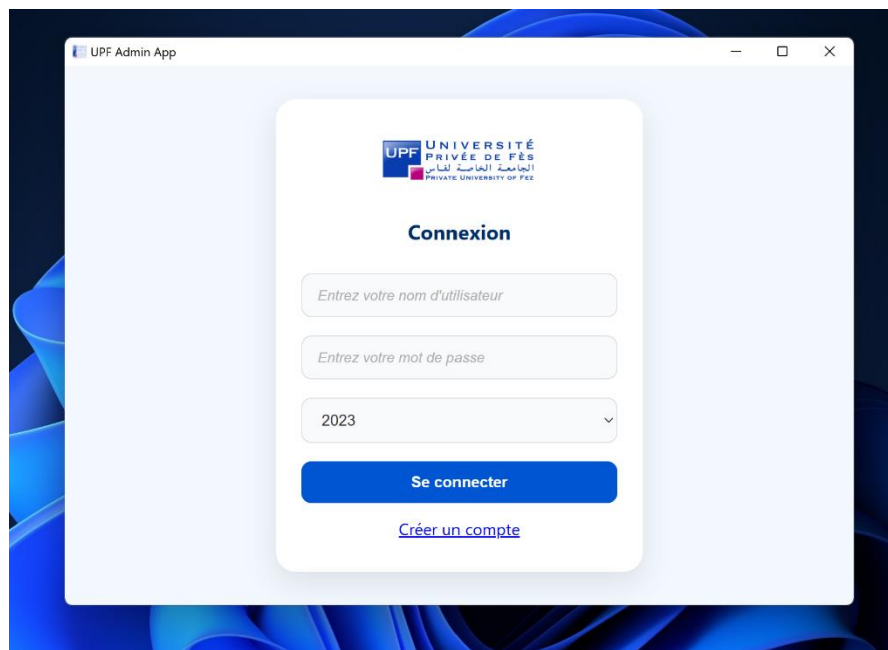 UPF Admin App
UPF
UNIVERSITÉ
PRIVÉE DE FÈS
الجامعة الخاصة لفاس
PRIVATE UNIVERSITY OF FEZ
Connexion
Entrez votre nom d'utilisateur
Entrez votre mot de passe
2023
Se connecter
Créer un compte